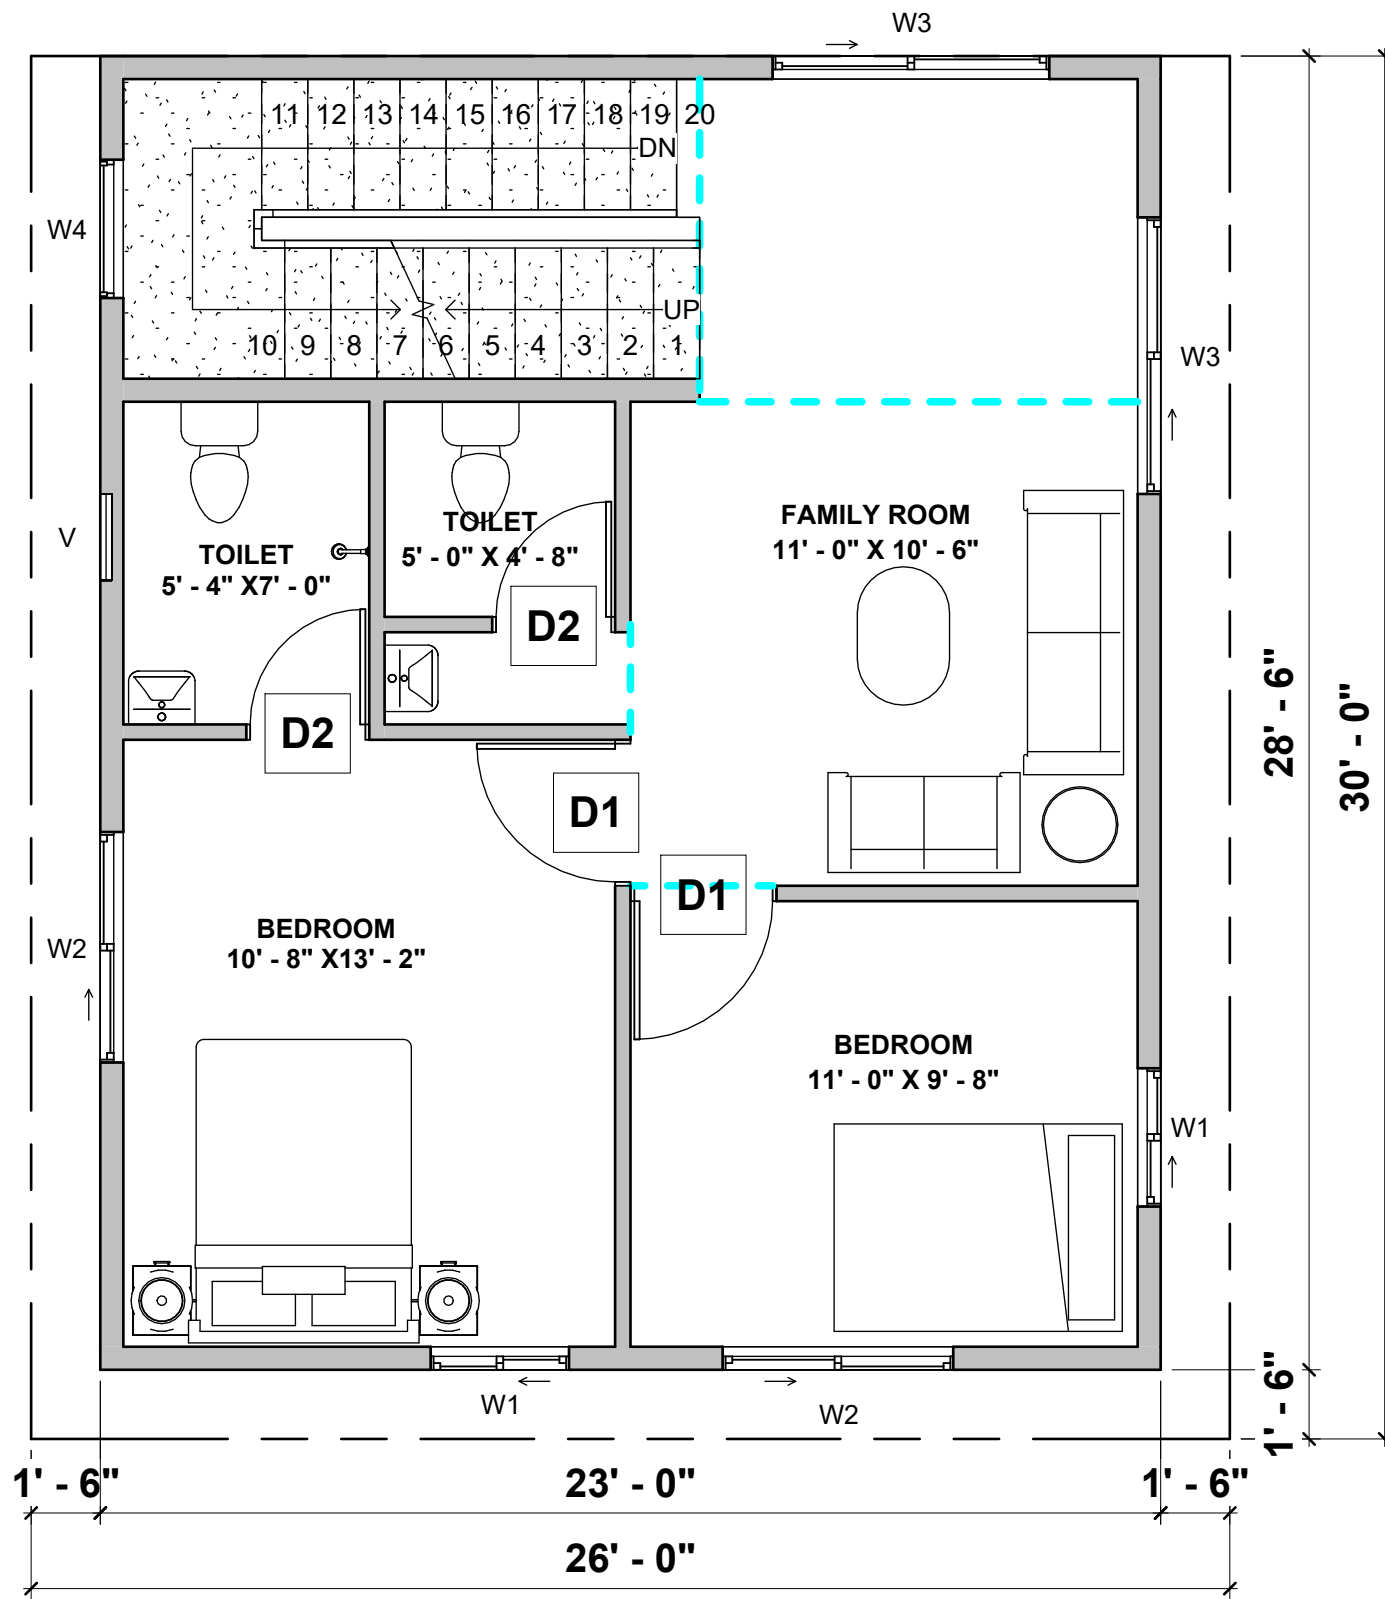 W3
11 12 13 14 15 16 17 18 19 20
DN
W4
UP
10 9 8 7 6 5 4 3 2 1
W3
V
TOILET
5' - 4" X7' - 0"
TOILET
5' - 0" X 4' - 8"
FAMILY ROOM
11' - 0" X 10' - 6"
D2
D2
D1
D1
28' - 6"
30' - 0"
W2
BEDROOM
10' - 8" X13' - 2"
BEDROOM
11' - 0" X 9' - 8"
W1
W1
W2
1' - 6"
1' - 6"
23' - 0"
1' - 6"
26' - 0"